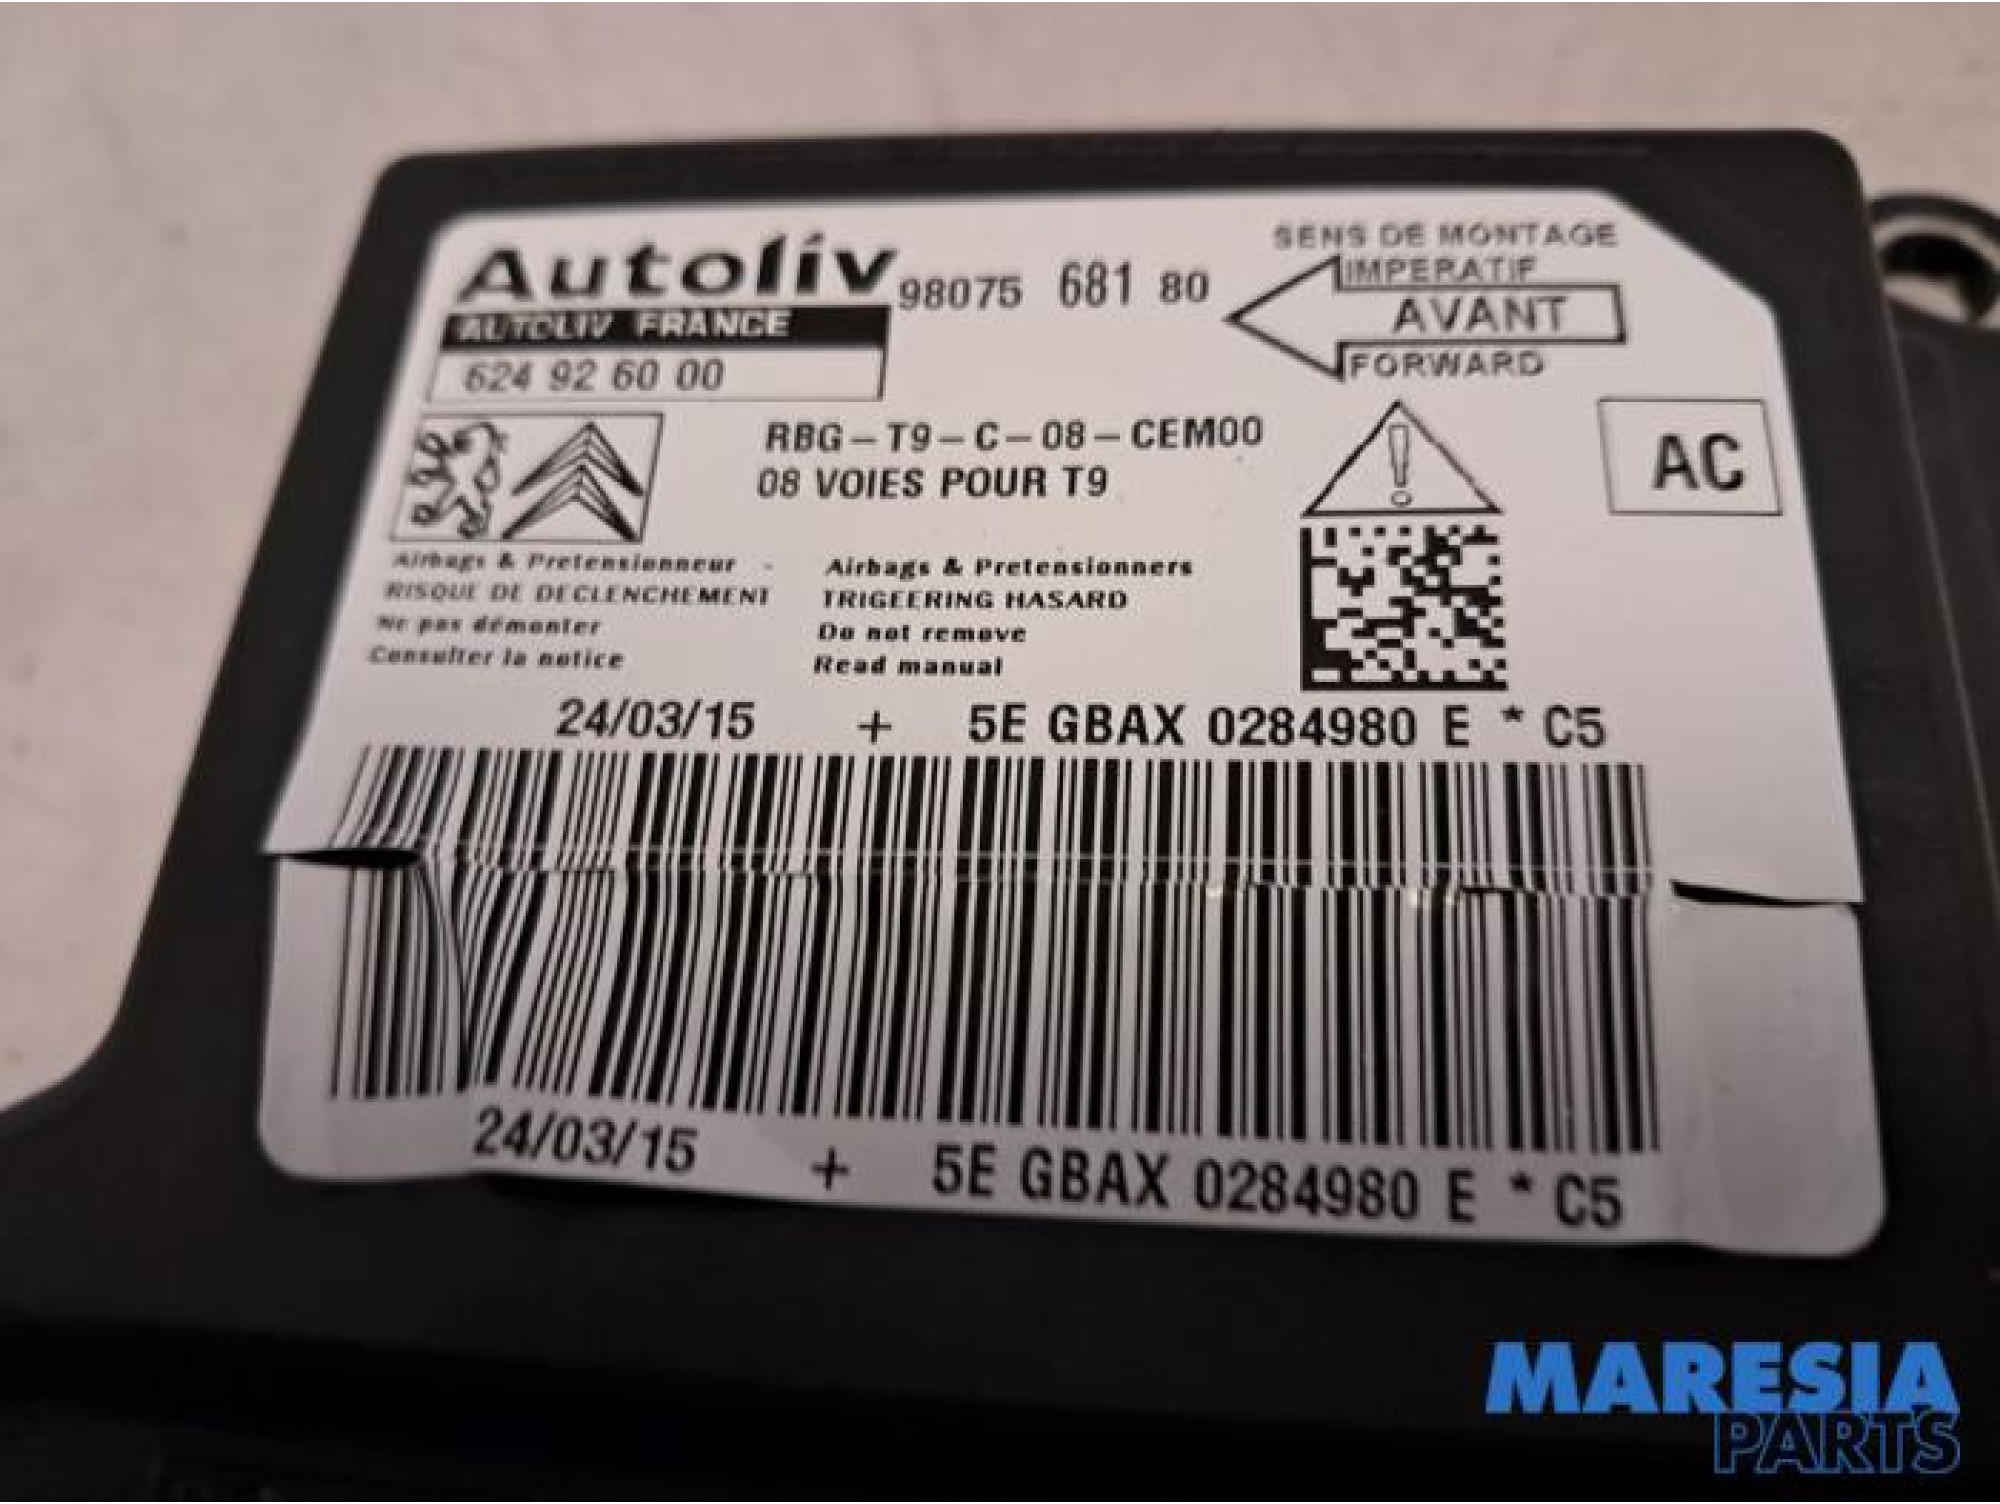 Autoliv 98075 681 80
AUTOLIV FRANCE
624 92 60 00
SENS DE MONTAGE
IMPERATIF
AVANT
FORWARD
RBG-T9-C-08-CEM00
08 VOIES POUR T9
AC
Airbags & Pretensionneur -
RISQUE DE DECLENCHEMENT
Ne pas démonter
Consulter la notice
Airbags & Pretensionners
TRIGEERING HASARD
Do not remove
Read manual
24/03/15 + 5E GBAX 0284980 E * C5
24/03/15 + 5E GBAX 0284980 E * C5
MARESIA
PARTS